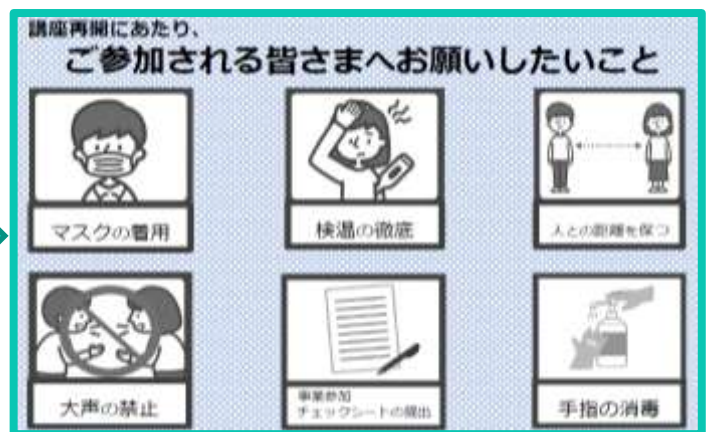 講座再開にあたり、
ご参加される皆さまへお願いしたいこと
マスクの着用
検温の徹底
人との距離を保つ
大声の禁止
事業参加
チェックシートの提出
手指の消毒